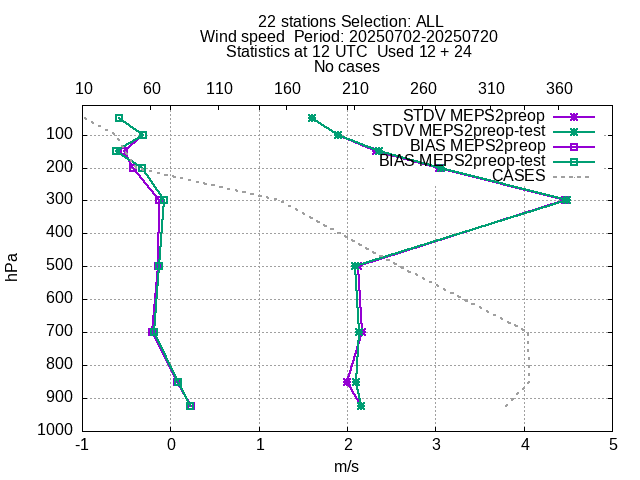 22 stations Selection: ALL
Wind speed  Period: 20250702-20250720
Statistics at 12 UTC  Used 12 + 24
No cases
10 60 110 160 210 260 310 360
STDV MEPS2preop
STDV MEPS2preop-test
BIAS MEPS2preop
BIAS MEPS2preop-test
CASES
100
200
300
400
500
600
700
800
900
1000
hPa
-1 0 1 2 3 4 5
m/s